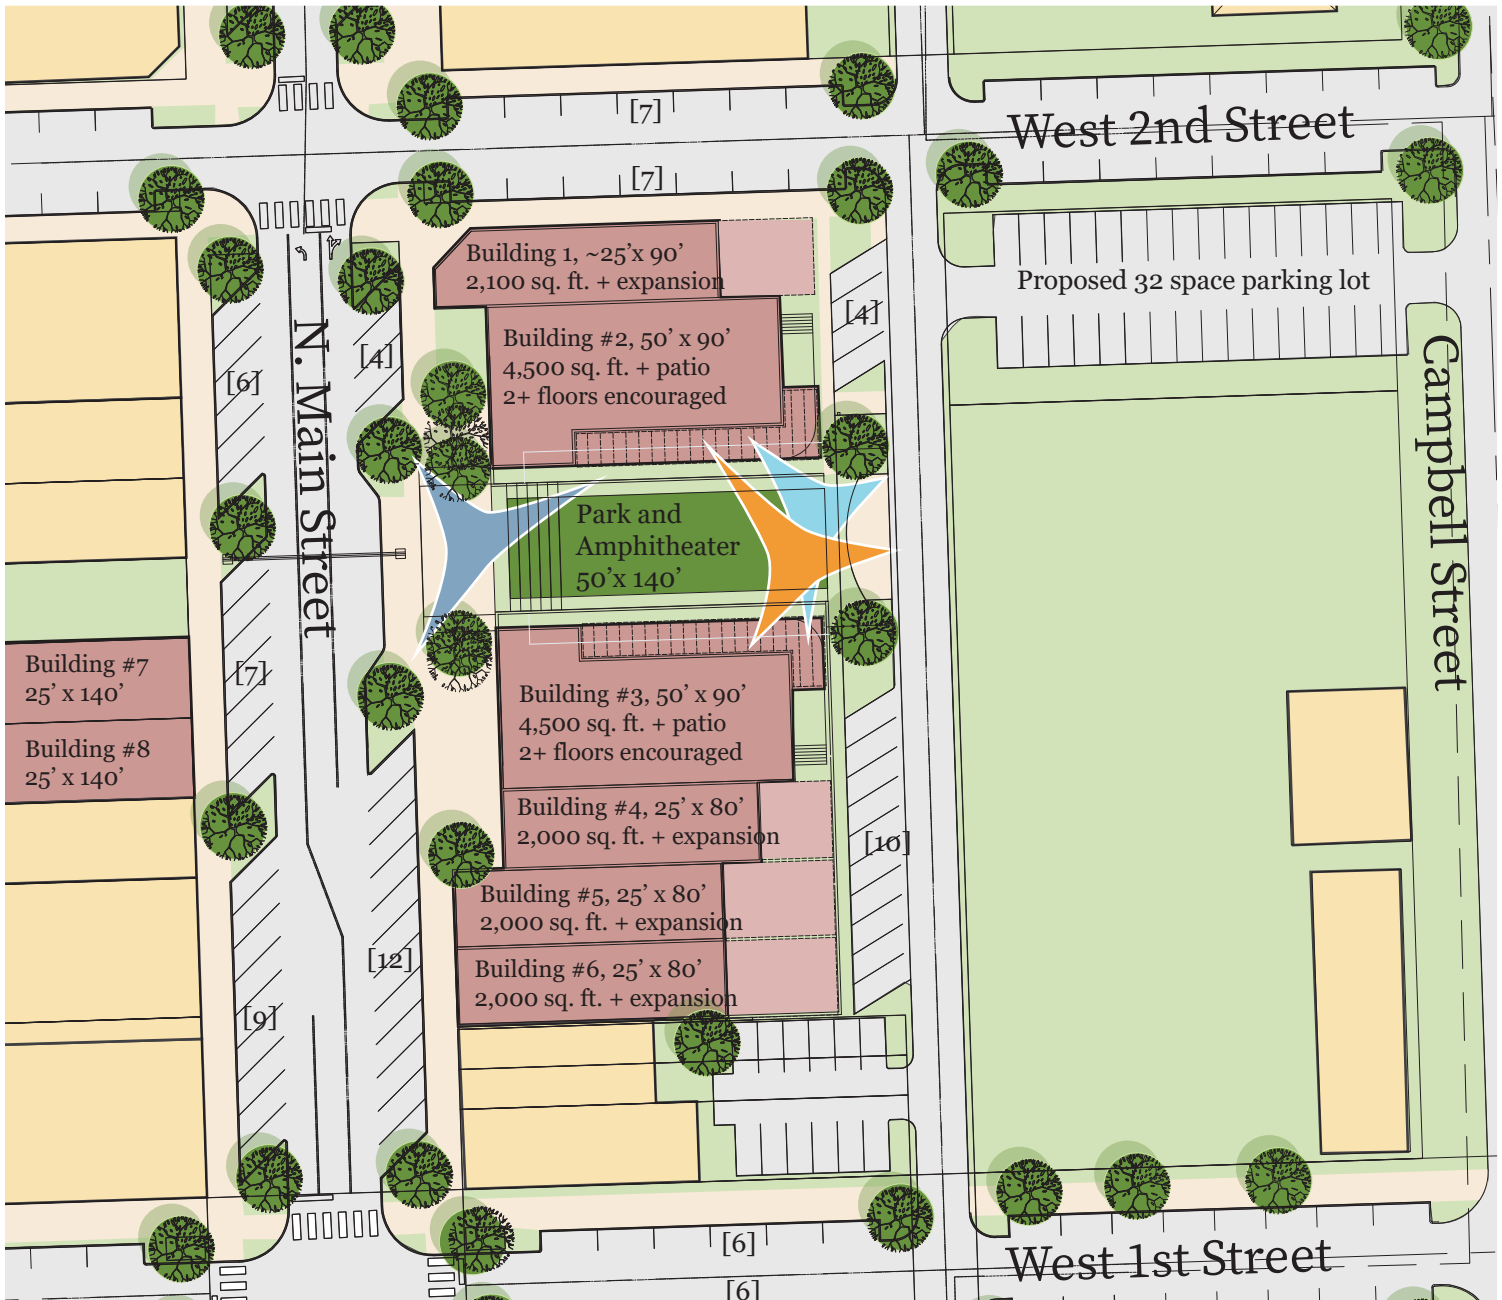 [7]
West 2nd Street
[7]
Building 1, ~25’x 90’
2,100 sq. ft. + expansion
Proposed 32 space parking lot
[4]
Building #2, 50’ x 90’
4,500 sq. ft. + patio
2+ floors encouraged
[6]
[4]
N. Main Street
Campbell Street
Park and
Amphitheater
50’x 140’
Building #7
25’ x 140’
[7]
Building #3, 50’ x 90’
4,500 sq. ft. + patio
2+ floors encouraged
Building #8
25’ x 140’
Building #4, 25’ x 80’
2,000 sq. ft. + expansion
[10]
Building #5, 25’ x 80’
2,000 sq. ft. + expansion
[12]
Building #6, 25’ x 80’
2,000 sq. ft. + expansion
[9]
[6]
West 1st Street
[6]